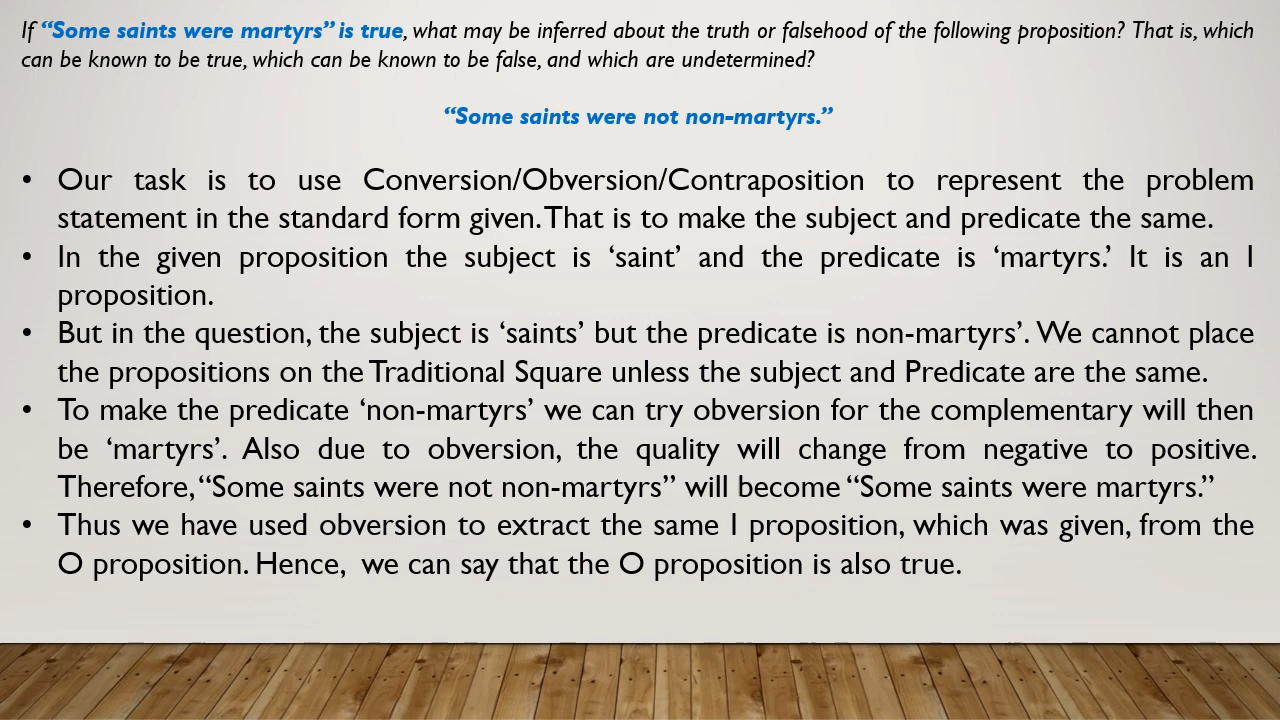 If “Some saints were martyrs” is true, what may be inferred about the truth or falsehood of the following proposition? That is, which
can be known to be true, which can be known to be false, and which are undetermined?
“Some saints were not non-martyrs.”
• Our task is to use Conversion/Obversion/Contraposition to represent the problem
statement in the standard form given. That is to make the subject and predicate the same.
• In the given proposition the subject is ‘saint’ and the predicate is ‘martyrs.’ It is an I
proposition.
• But in the question, the subject is ‘saints’ but the predicate is non-martyrs’. We cannot place
the propositions on the Traditional Square unless the subject and Predicate are the same.
• To make the predicate ‘non-martyrs’ we can try obversion for the complementary will then
be ‘martyrs’. Also due to obversion, the quality will change from negative to positive.
Therefore, “Some saints were not non-martyrs” will become “Some saints were martyrs.”
• Thus we have used obversion to extract the same I proposition, which was given, from the
O proposition. Hence, we can say that the O proposition is also true.